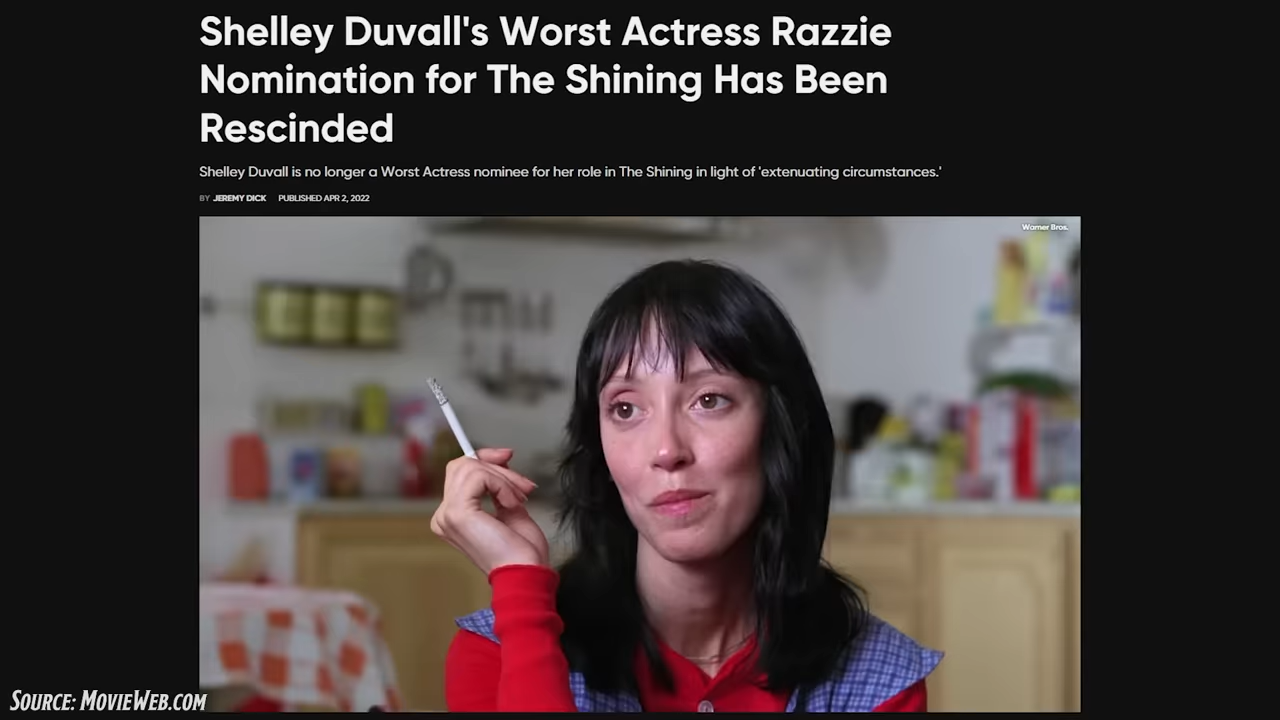 Shelley Duvall's Worst Actress Razzie
Nomination for The Shining Has Been
Rescinded
Shelley Duvall is no longer a Worst Actress nominee for her role in The Shining in light of 'extenuating circumstances.'
BY JEREMY DICK PUBLISHED APR 2, 2022
Warner Bros.
SOURCE: MOVIEWEB.COM